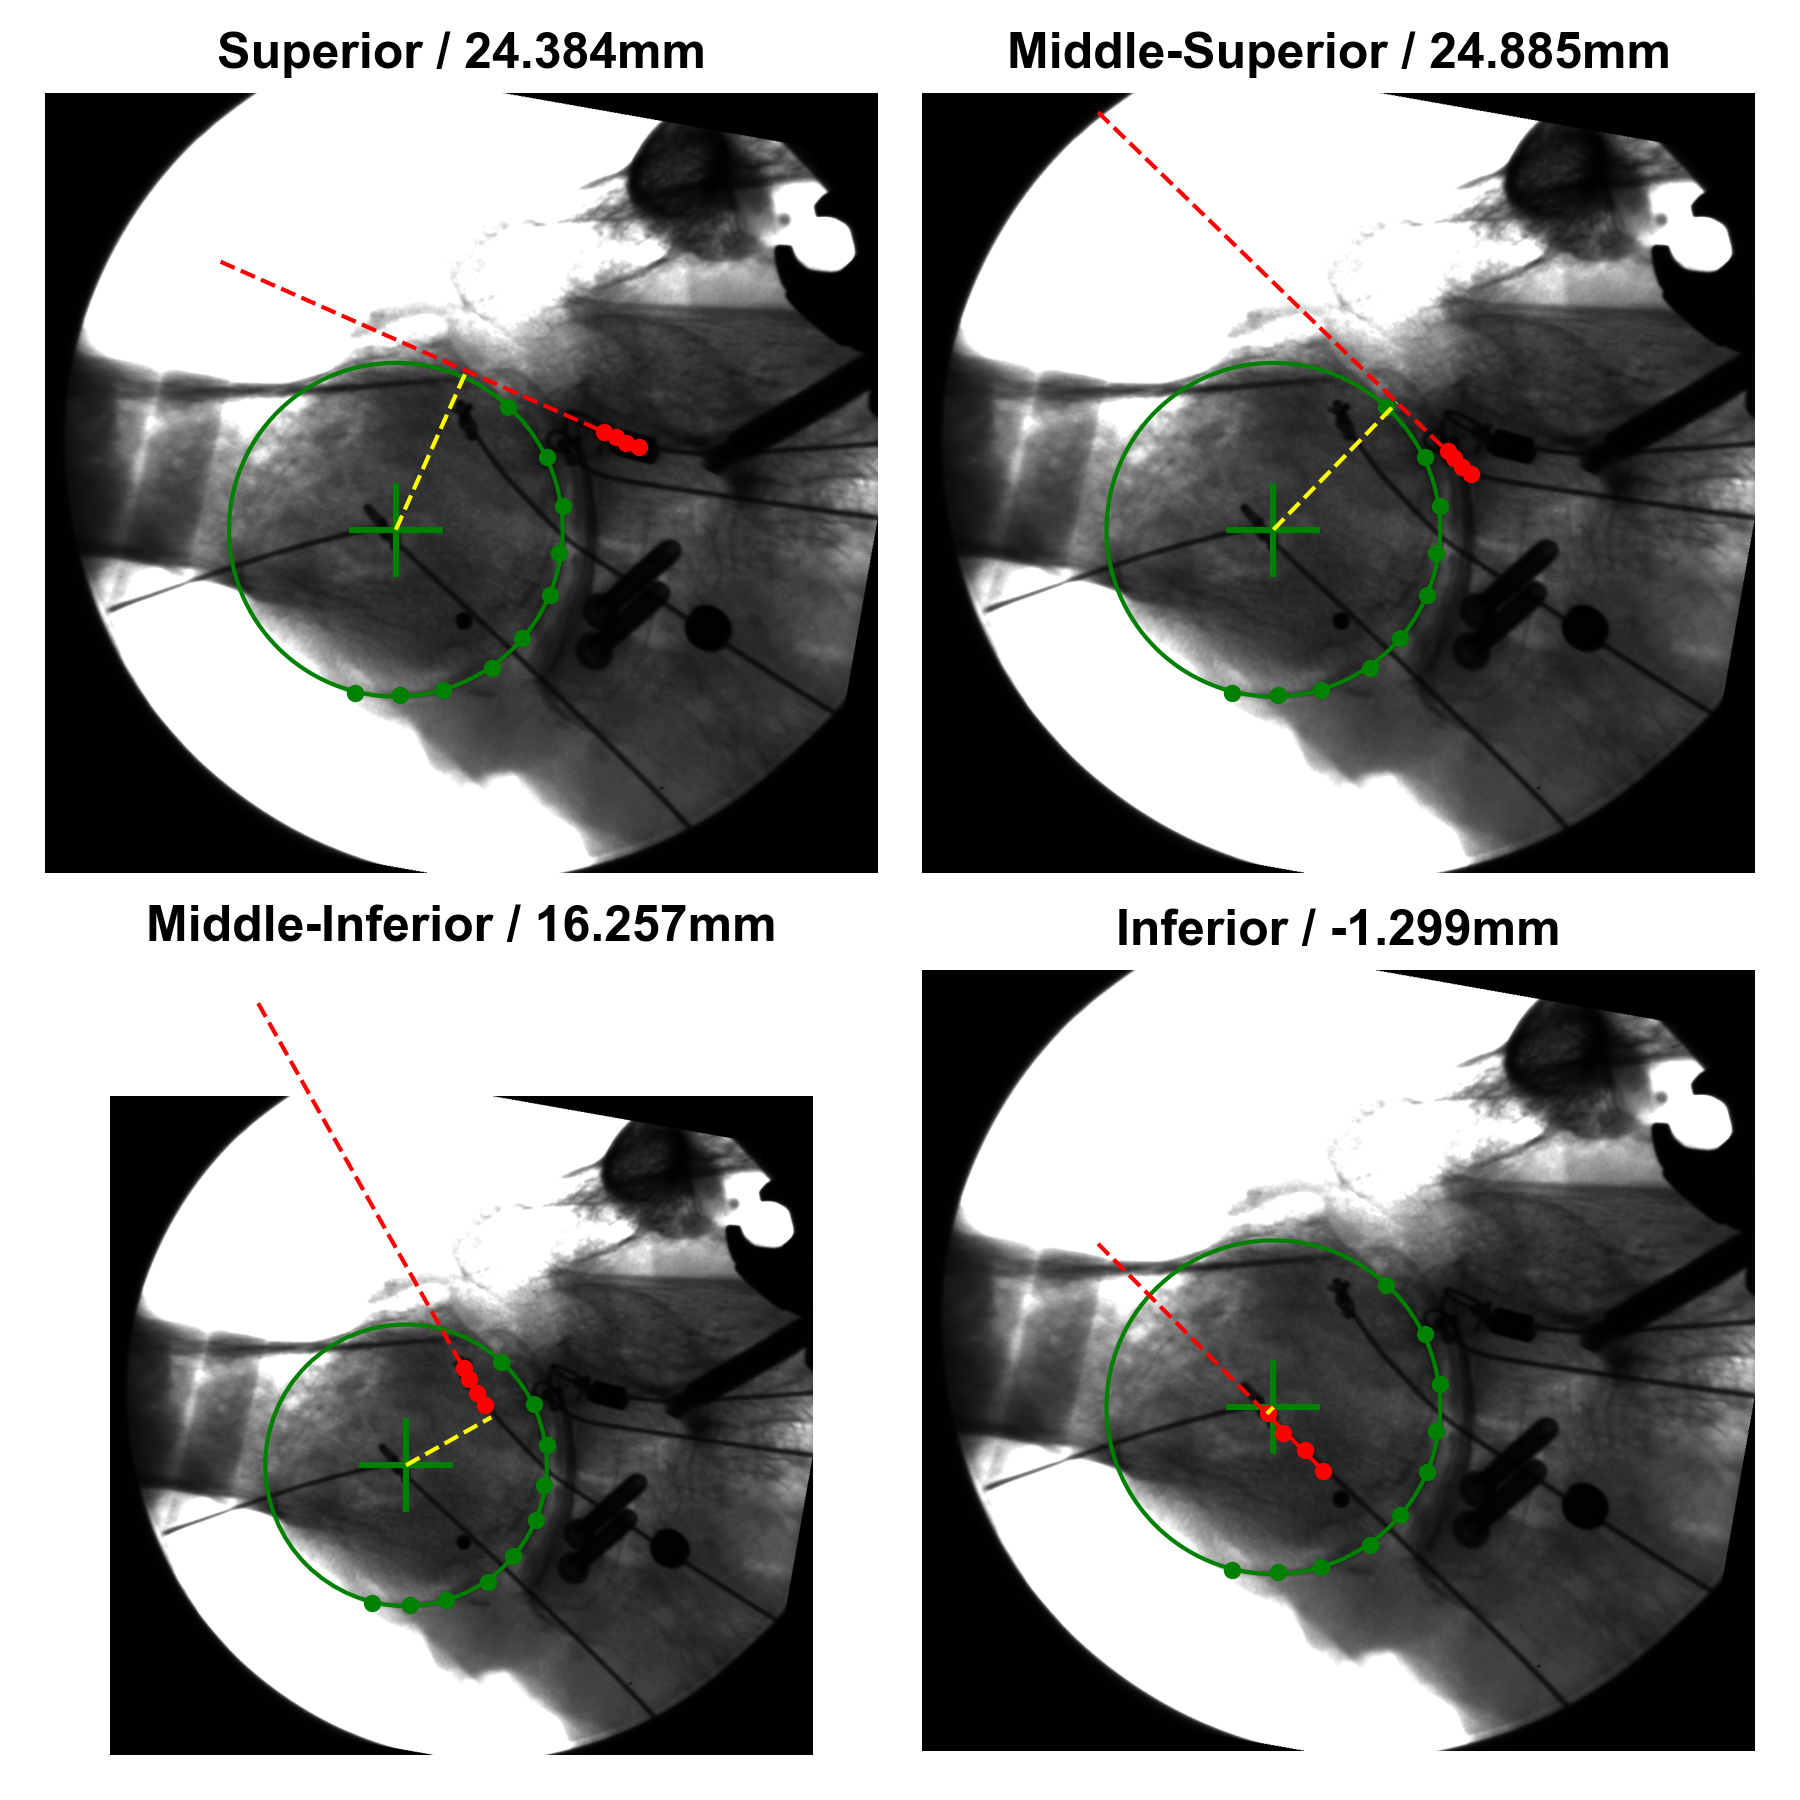 Superior / 24.384mm
Middle-Superior / 24.885mm
Middle-Inferior / 16.257mm
Inferior / -1.299mm